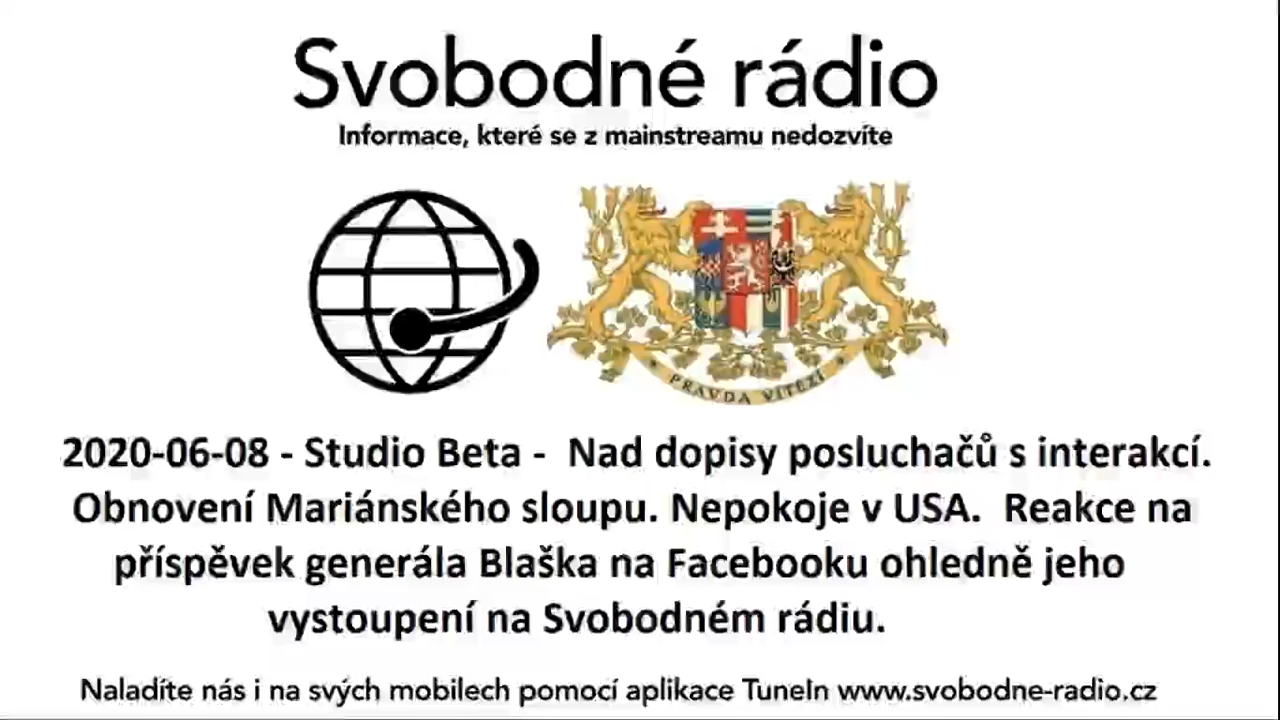 Svobodné rádio
Informace, které se z mainstreamu nedozvíte
PRAVDA VÍTĚZÍ
2020-06-08 - Studio Beta - Nad dopisy posluchačů s interakcí.
Obnovení Mariánského sloupu. Nepokoje v USA. Reakce na
příspěvek generála Blaška na Facebooku ohledně jeho
vystoupení na Svobodném rádiu.
Naladíte nás i na svých mobilech pomocí aplikace TuneIn www.svobodne-radio.cz